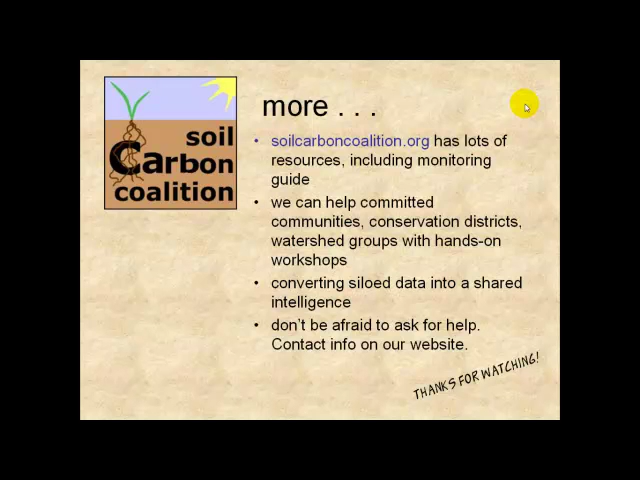 soil
Carbon
coalition
more . . .
• soilcarboncoalition.org has lots of
resources, including monitoring
guide
• we can help committed
communities, conservation districts,
watershed groups with hands-on
workshops
• converting siloed data into a shared
intelligence
• don't be afraid to ask for help.
Contact info on our website.
THANKS FOR WATCHING!